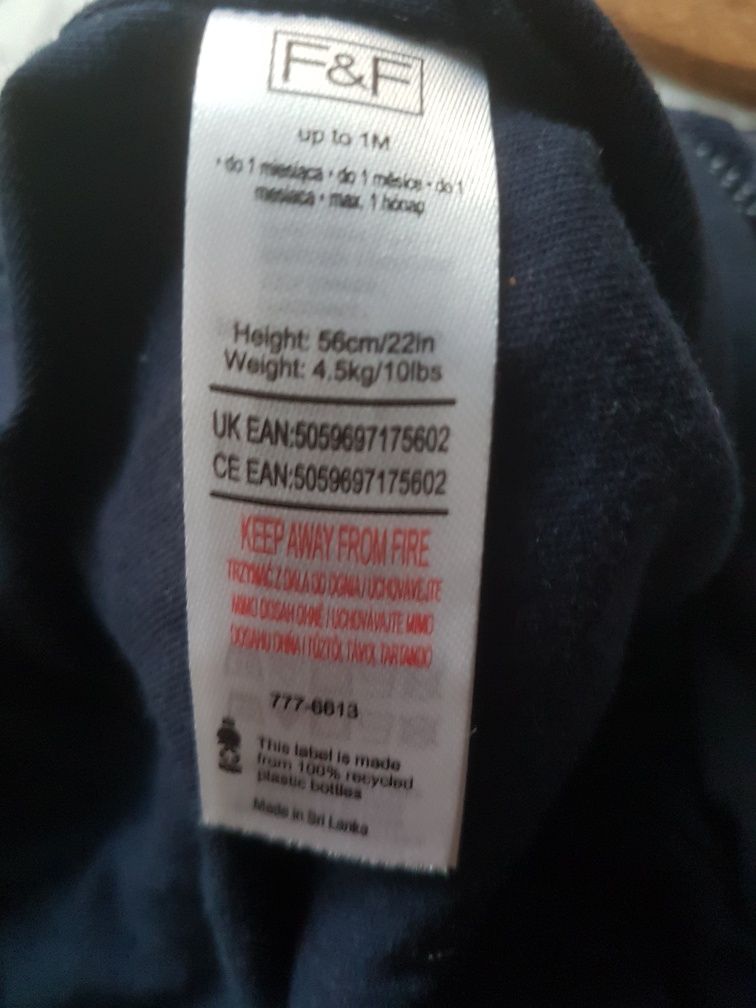 F&F
up to 1M
• do 1 miesiąca • do 1 měsíce • do 1
mesiaca • max. 1 hónap
Height: 56cm/22in
Weight: 4.5kg/10lbs
UK EAN:5059697175602
CE EAN:5059697175602
KEEP AWAY FROM FIRE
TRZYMAĆ Z DALA OD OGNIA / UCHOVÁVEJTE
MIMO DOSAH OHNĚ / UCHOVÁVAJTE MIMO
DOSAHU OHŇA / TŰZTŐL TÁVOL TARTANDÓ
777-6613
This label is made
from 100% recycled
plastic bottles
Made in Sri Lanka